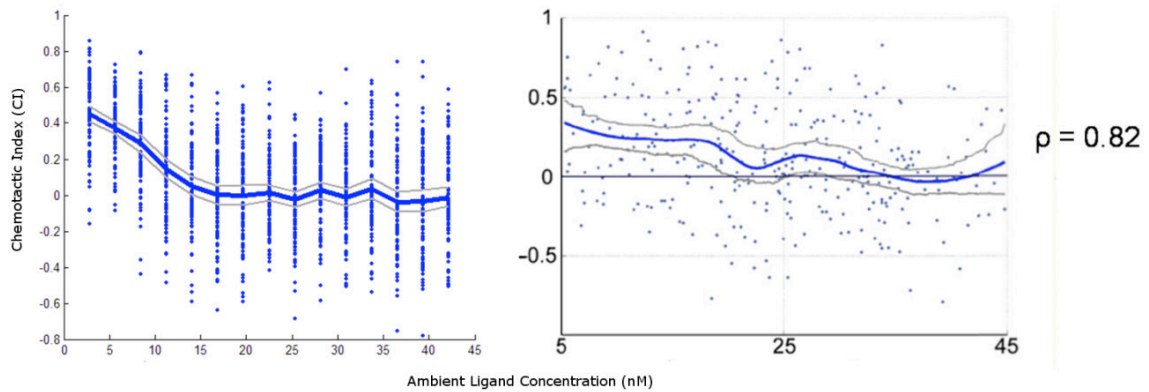 1
0.8
0.6
0.4
0.2
0
-0.2
-0.4
-0.6
-0.8
0 5 10 15 20 25 30 35 40 45
Chemotactic Index (CI)
1
0.5
0
-0.5
5 25 45
ρ = 0.82
Ambient Ligand Concentration (nM)